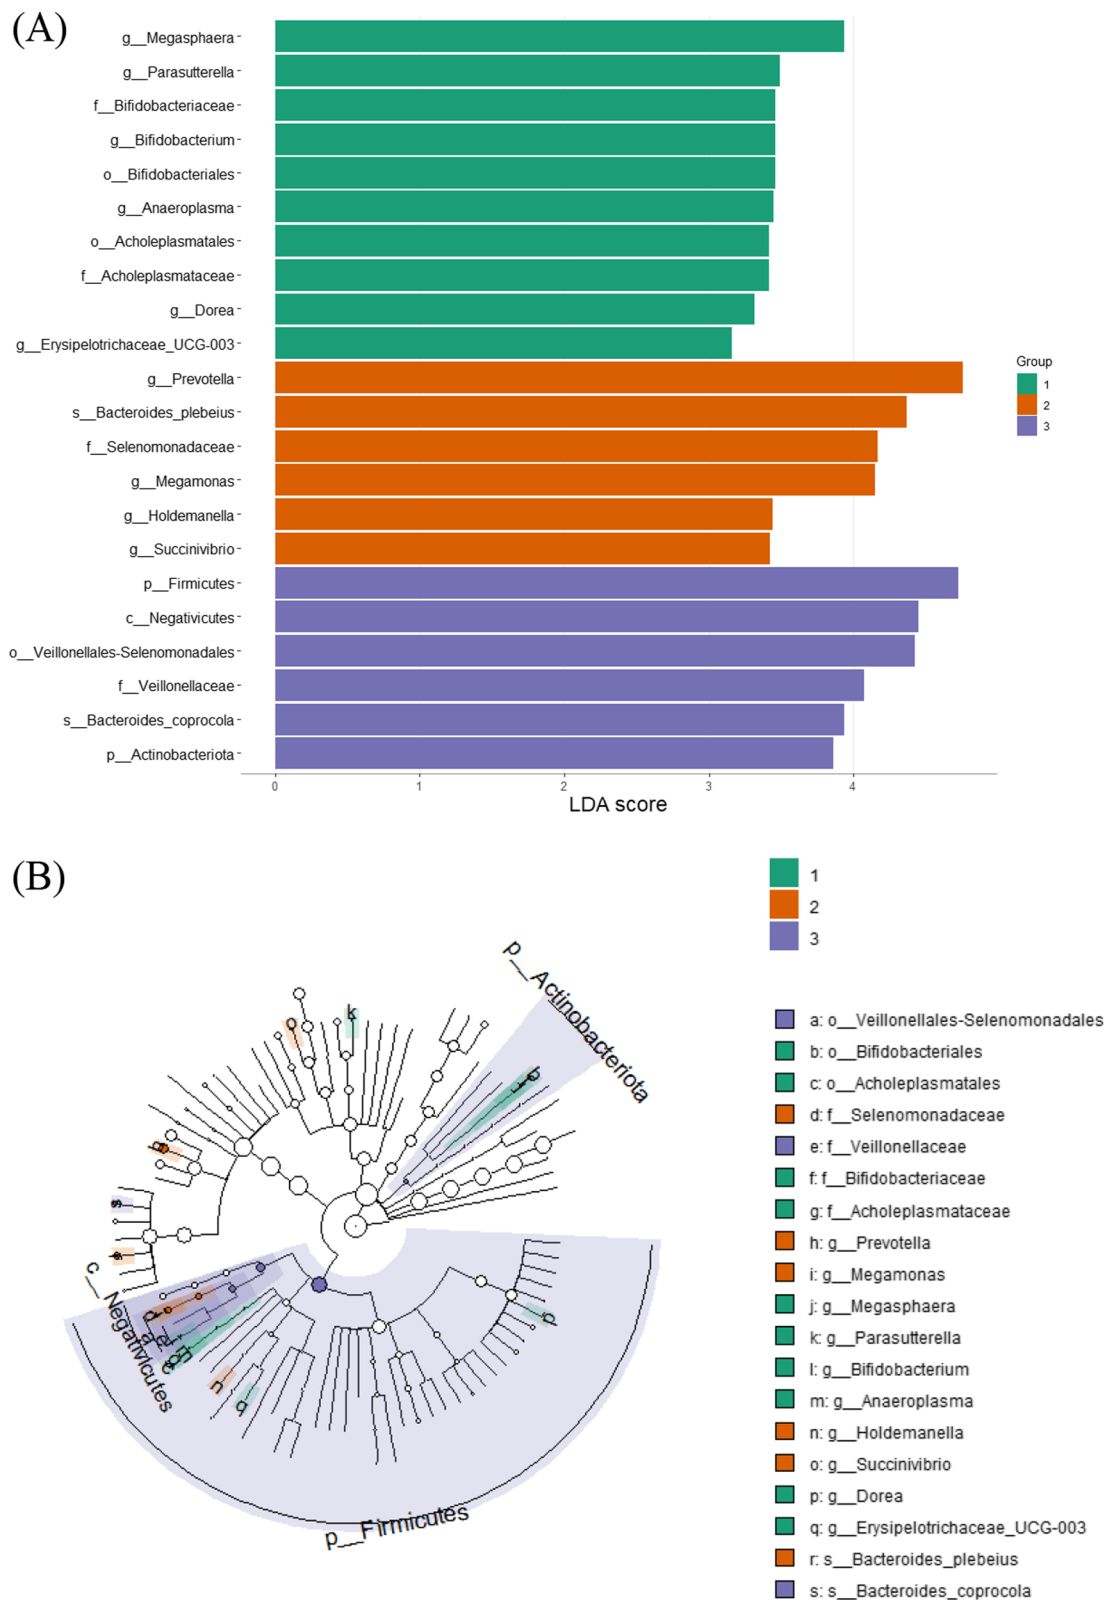 (A)
g__Megasphaera
g__Parasutterella
f__Bifidobacteriaceae
g__Bifidobacterium
o__Bifidobacteriales
g__Anaeroplasma
o__Acholeplasmatales
f__Acholeplasmataceae
g__Dorea
g__Erysipelotrichaceae_UCG-003
g__Prevotella
s__Bacteroides_plebeius
f__Selenomonadaceae
g__Megamonas
g__Holdemanella
g__Succinivibrio
p__Firmicutes
c__Negativicutes
o__Veillonellales-Selenomonadales
f__Veillonellaceae
s__Bacteroides_coprocola
p__Actinobacteriota
0 1 2 3 4
LDA score
Group
1
2
3
(B)
1
2
3
p__Actinobacteriota
o
k
b
s
c__Negativicutes
d
a
e
c
n
q
p
p__Firmicutes
a: o__Veillonellales-Selenomonadales
b: o__Bifidobacteriales
c: o__Acholeplasmatales
d: f__Selenomonadaceae
e: f__Veillonellaceae
f: f__Bifidobacteriaceae
g: f__Acholeplasmataceae
h: g__Prevotella
i: g__Megamonas
j: g__Megasphaera
k: g__Parasutterella
l: g__Bifidobacterium
m: g__Anaeroplasma
n: g__Holdemanella
o: g__Succinivibrio
p: g__Dorea
q: g__Erysipelotrichaceae_UCG-003
r: s__Bacteroides_plebeius
s: s__Bacteroides_coprocola